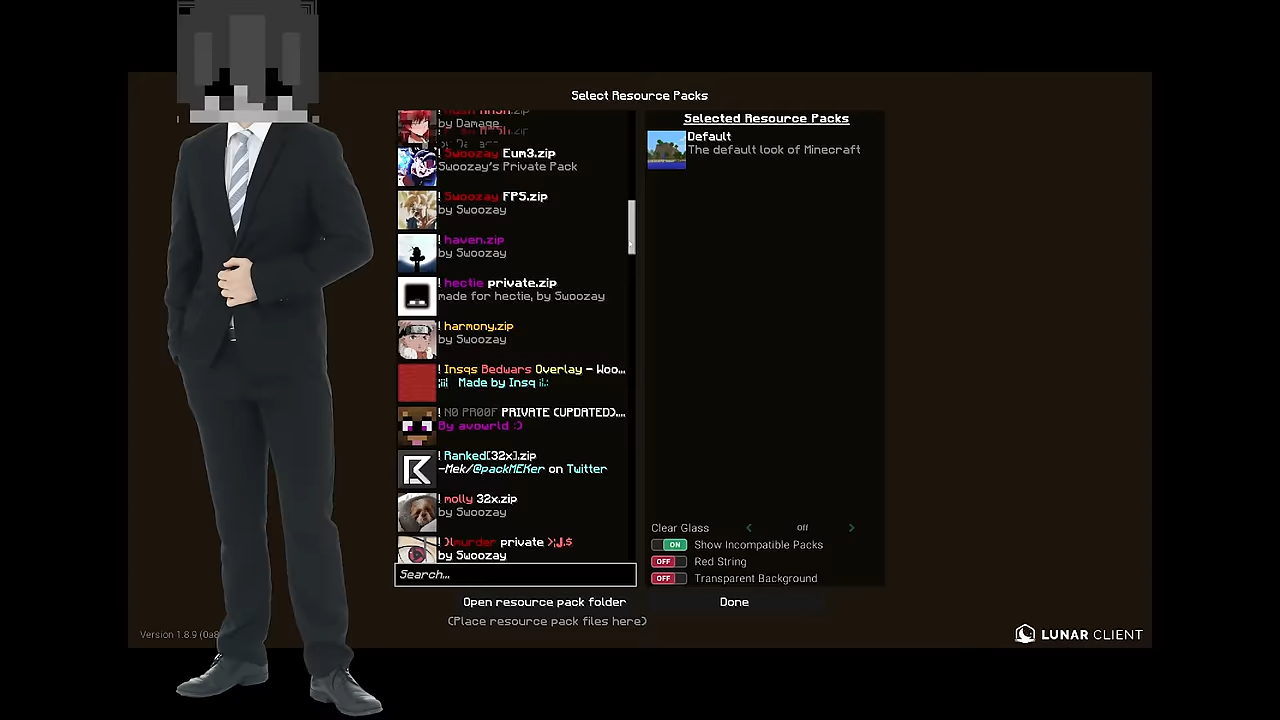 Select Resource Packs
by Damage
! Swoozay Eum3.zip
Swoozay's Private Pack
! Swoozay FPS.zip
by Swoozay
! haven.zip
by Swoozay
! hectie private.zip
made for hectie, by Swoozay
! harmony.zip
by Swoozay
! Insqs Bedwars Overlay - Woo...
Made by Insq
! N0 PR00F PRIVATE (UPDATED)....
By avowrld :)
! Ranked[32x].zip
-Mek/@packMEKer on Twitter
! molly 32x.zip
by Swoozay
murder private
by Swoozay
Search...
Open resource pack folder
(Place resource pack files here)
Selected Resource Packs
Default
The default look of Minecraft
Clear Glass < Off >
ON Show Incompatible Packs
OFF Red String
OFF Transparent Background
Done
Version 1.8.9 (0a8
LUNAR CLIENT